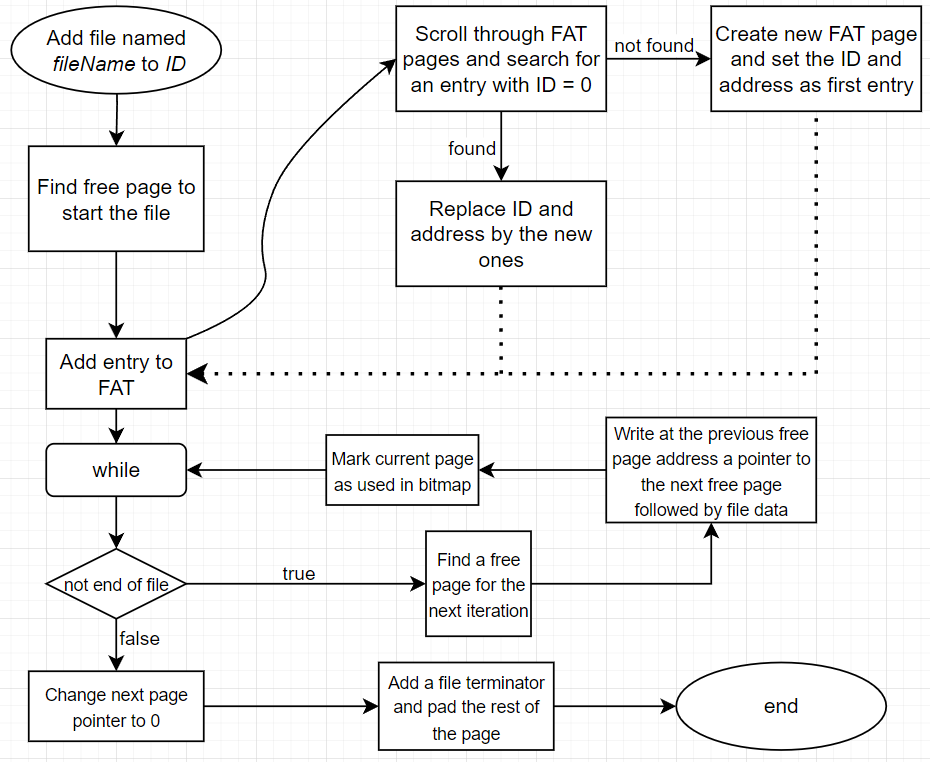 Add file named
fileName to ID
Scroll through FAT
pages and search for
an entry with ID = 0
not found
Create new FAT page
and set the ID and
address as first entry
found
Find free page to
start the file
Replace ID and
address by the new
ones
Add entry to
FAT
while
Mark current page
as used in bitmap
Write at the previous free
page address a pointer to
the next free page
followed by file data
not end of file
true
Find a free
page for the
next iteration
false
Change next page
pointer to 0
Add a file terminator
and pad the rest of
the page
end